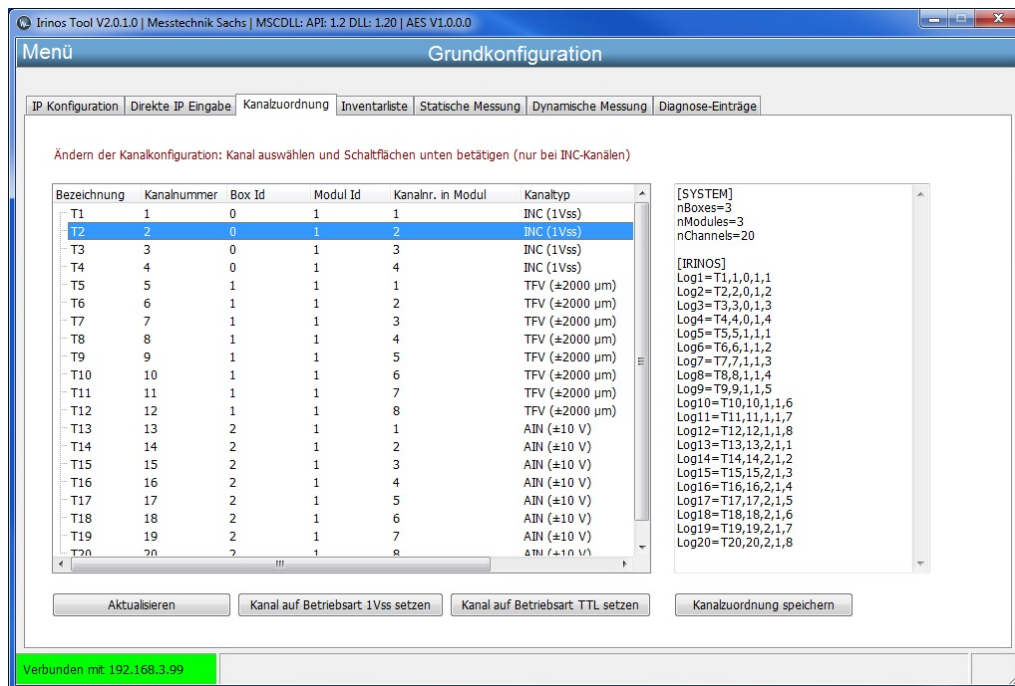 Irinos Tool V2.0.1.0 | Messtechnik Sachs | MSCDLL: API: 1.2 DLL: 1.20 | AES V1.0.0.0
Menü Grundkonfiguration
IP Konfiguration Direkte IP Eingabe Kanalzuordnung Inventarliste Statische Messung Dynamische Messung Diagnose-Einträge
Ändern der Kanalkonfiguration: Kanal auswählen und Schaltflächen unten betätigen (nur bei INC-Kanälen)
Bezeichnung Kanalnummer Box Id Modul Id Kanalnr. in Modul Kanaltyp
T1 1 0 1 1 INC (1Vss)
T2 2 0 1 2 INC (1Vss)
T3 3 0 1 3 INC (1Vss)
T4 4 0 1 4 INC (1Vss)
T5 5 1 1 1 TFV (±2000 µm)
T6 6 1 1 2 TFV (±2000 µm)
T7 7 1 1 3 TFV (±2000 µm)
T8 8 1 1 4 TFV (±2000 µm)
T9 9 1 1 5 TFV (±2000 µm)
T10 10 1 1 6 TFV (±2000 µm)
T11 11 1 1 7 TFV (±2000 µm)
T12 12 1 1 8 TFV (±2000 µm)
T13 13 2 1 1 AIN (±10 V)
T14 14 2 1 2 AIN (±10 V)
T15 15 2 1 3 AIN (±10 V)
T16 16 2 1 4 AIN (±10 V)
T17 17 2 1 5 AIN (±10 V)
T18 18 2 1 6 AIN (±10 V)
T19 19 2 1 7 AIN (±10 V)
T20 20 2 1 8 AIN (±10 V)
[SYSTEM]
nBoxes=3
nModules=3
nChannels=20
[IRINOS]
Log1=T1,1,0,1,1
Log2=T2,2,0,1,2
Log3=T3,3,0,1,3
Log4=T4,4,0,1,4
Log5=T5,5,1,1,1
Log6=T6,6,1,1,2
Log7=T7,7,1,1,3
Log8=T8,8,1,1,4
Log9=T9,9,1,1,5
Log10=T10,10,1,1,6
Log11=T11,11,1,1,7
Log12=T12,12,1,1,8
Log13=T13,13,2,1,1
Log14=T14,14,2,1,2
Log15=T15,15,2,1,3
Log16=T16,16,2,1,4
Log17=T17,17,2,1,5
Log18=T18,18,2,1,6
Log19=T19,19,2,1,7
Log20=T20,20,2,1,8
Aktualisieren Kanal auf Betriebsart 1Vss setzen Kanal auf Betriebsart TTL setzen Kanalzuordnung speichern
Verbunden mit 192.168.3.99